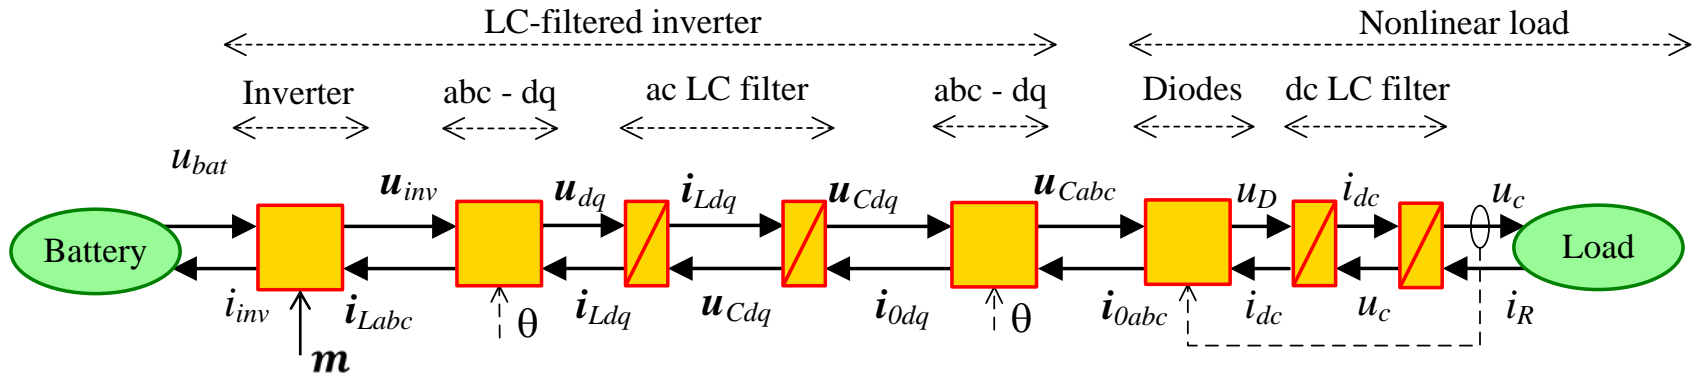 LC-filtered inverter Nonlinear load
Inverter abc - dq ac LC filter abc - dq Diodes dc LC filter
u_bat u_inv u_dq i_Ldq u_Cdq u_Cabc u_D i_dc u_c
Battery Load
i_inv i_Labc θ i_Ldq u_Cdq i_0dq θ i_0abc i_dc u_c i_R
m